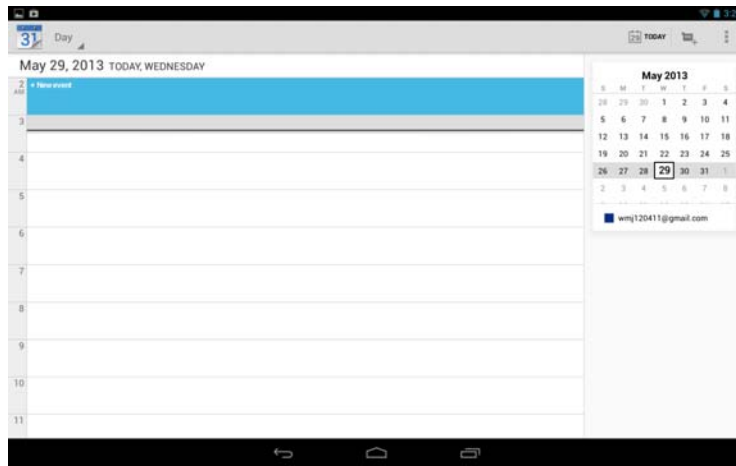 3:2
31 Day
29 TODAY
May 29, 2013 TODAY, WEDNESDAY
2 AM + New event
3
4
5
6
7
8
9
10
11
May 2013
S M T W T F S
28 29 30 1 2 3 4
5 6 7 8 9 10 11
12 13 14 15 16 17 18
19 20 21 22 23 24 25
26 27 28 29 30 31 1
2 3 4 5 6 7 8
wmj120411@gmail.com